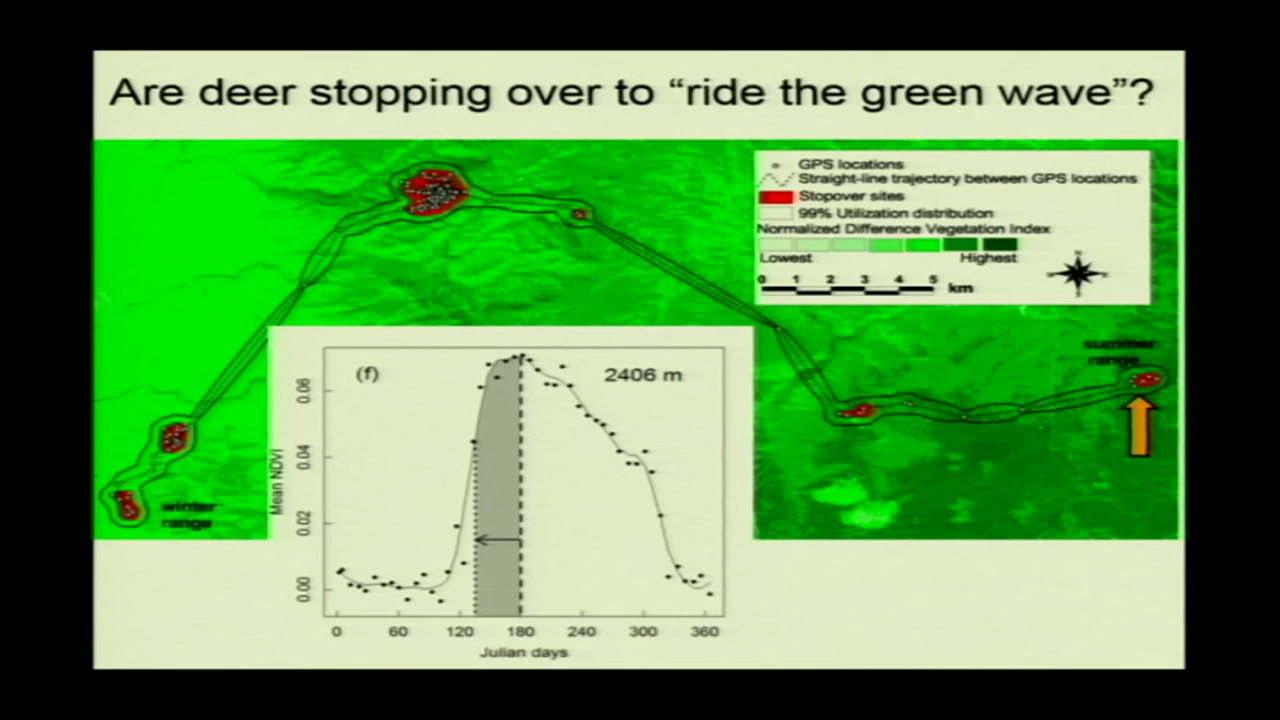 Are deer stopping over to “ride the green wave”?
GPS locations
Straight-line trajectory between GPS locations
Stopover sites
99% Utilization distribution
Normalized Difference Vegetation Index
Lowest Highest
N
0 1 2 3 4 5 km
summer
range
winter
range
(f) 2406 m
Mean NDVI
0.06
0.04
0.02
0.00
0 60 120 180 240 300 360
Julian days